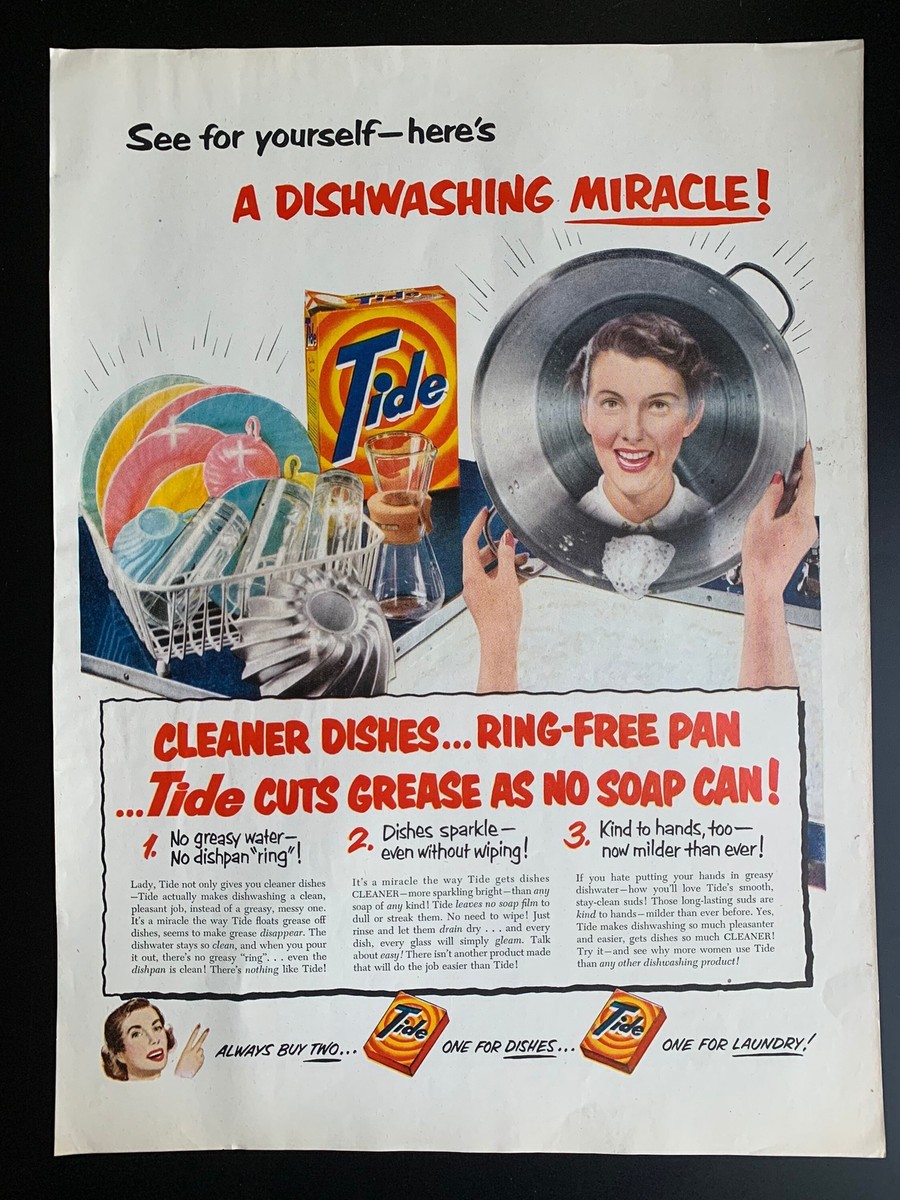 See for yourself—here's
A DISHWASHING MIRACLE!
Tide
Tide
CLEANER DISHES... RING-FREE PAN
...Tide CUTS GREASE AS NO SOAP CAN!
1. No greasy water—
No dishpan "ring"!
Lady, Tide not only gives you cleaner dishes
—Tide actually makes dishwashing a clean,
pleasant job, instead of a greasy, messy one.
It's a miracle the way Tide floats grease off
dishes, seems to make grease disappear. The
dishwater stays so clean, and when you pour
it out, there's no greasy "ring". . . even the
dishpan is clean! There's nothing like Tide!
2. Dishes sparkle—
even without wiping!
It's a miracle the way Tide gets dishes
CLEANER—more sparkling bright—than any
soap of any kind! Tide leaves no soap film to
dull or streak them. No need to wipe! Just
rinse and let them drain dry . . . and every
dish, every glass will simply gleam. Talk
about easy! There isn't another product made
that will do the job easier than Tide!
3. Kind to hands, too—
now milder than ever!
If you hate putting your hands in greasy
dishwater—how you'll love Tide's smooth,
stay-clean suds! Those long-lasting suds are
kind to hands—milder than ever before. Yes,
Tide makes dishwashing so much pleasanter
and easier, gets dishes so much CLEANER!
Try it—and see why more women use Tide
than any other dishwashing product!
ALWAYS BUY TWO... Tide ONE FOR DISHES... Tide ONE FOR LAUNDRY!